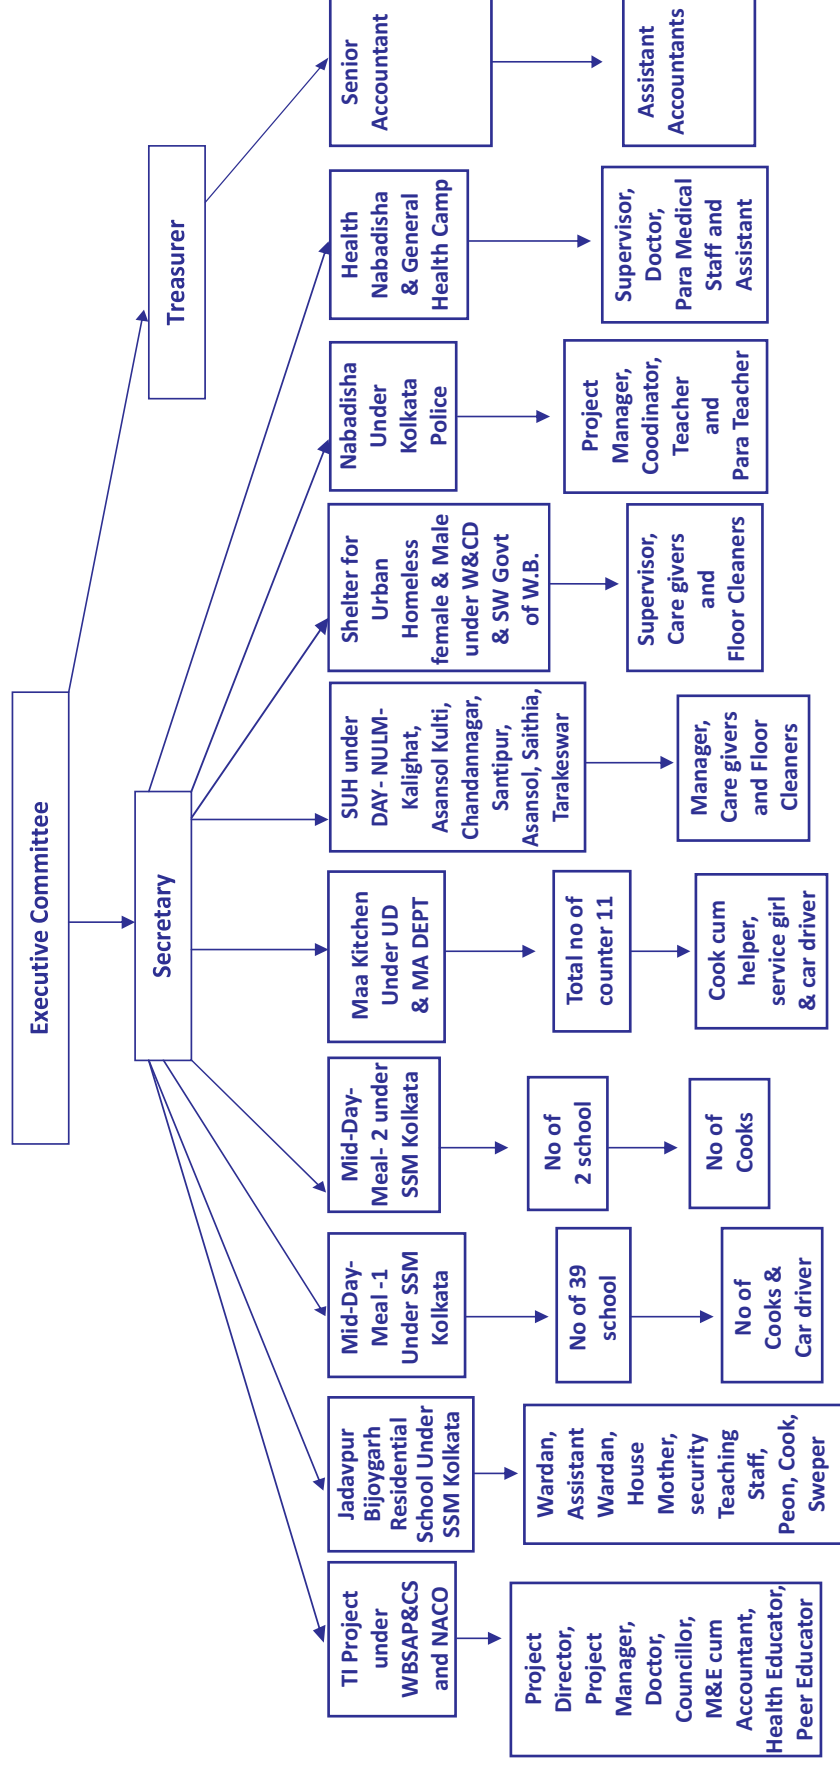 Executive Committee
Secretary
Treasurer
TI Project
under
WBSAP&CS
and NACO
Jadavpur
Bijoygarh
Residential
School Under
SSM Kolkata
Mid-Day-
Meal -1
Under SSM
Kolkata
Mid-Day-
Meal- 2 under
SSM Kolkata
Maa Kitchen
Under UD
& MA DEPT
SUH under
DAY- NULM-
Kalighat,
Asansol Kulti,
Chandannagar,
Santipur,
Asansol, Saithia,
Tarakeswar
Shelter for
Urban
Homeless
female & Male
under W&CD
& SW Govt
of W.B.
Nabadisha
Under
Kolkata
Police
Health
Nabadisha
& General
Health Camp
Senior
Accountant
Project
Director,
Project
Manager,
Doctor,
Councillor,
M&E cum
Accountant,
Health Educator,
Peer Educator
Wardan,
Assistant
Wardan,
House
Mother,
security
Teaching
Staff,
Peon, Cook,
Sweper
No of 39
school
No of
Cooks &
Car driver
No of
2 school
No of
Cooks
Total no of
counter 11
Cook cum
helper,
service girl
& car driver
Manager,
Care givers
and Floor
Cleaners
Supervisor,
Care givers
and
Floor Cleaners
Project
Manager,
Coodinator,
Teacher
and
Para Teacher
Supervisor,
Doctor,
Para Medical
Staff and
Assistant
Assistant
Accountants